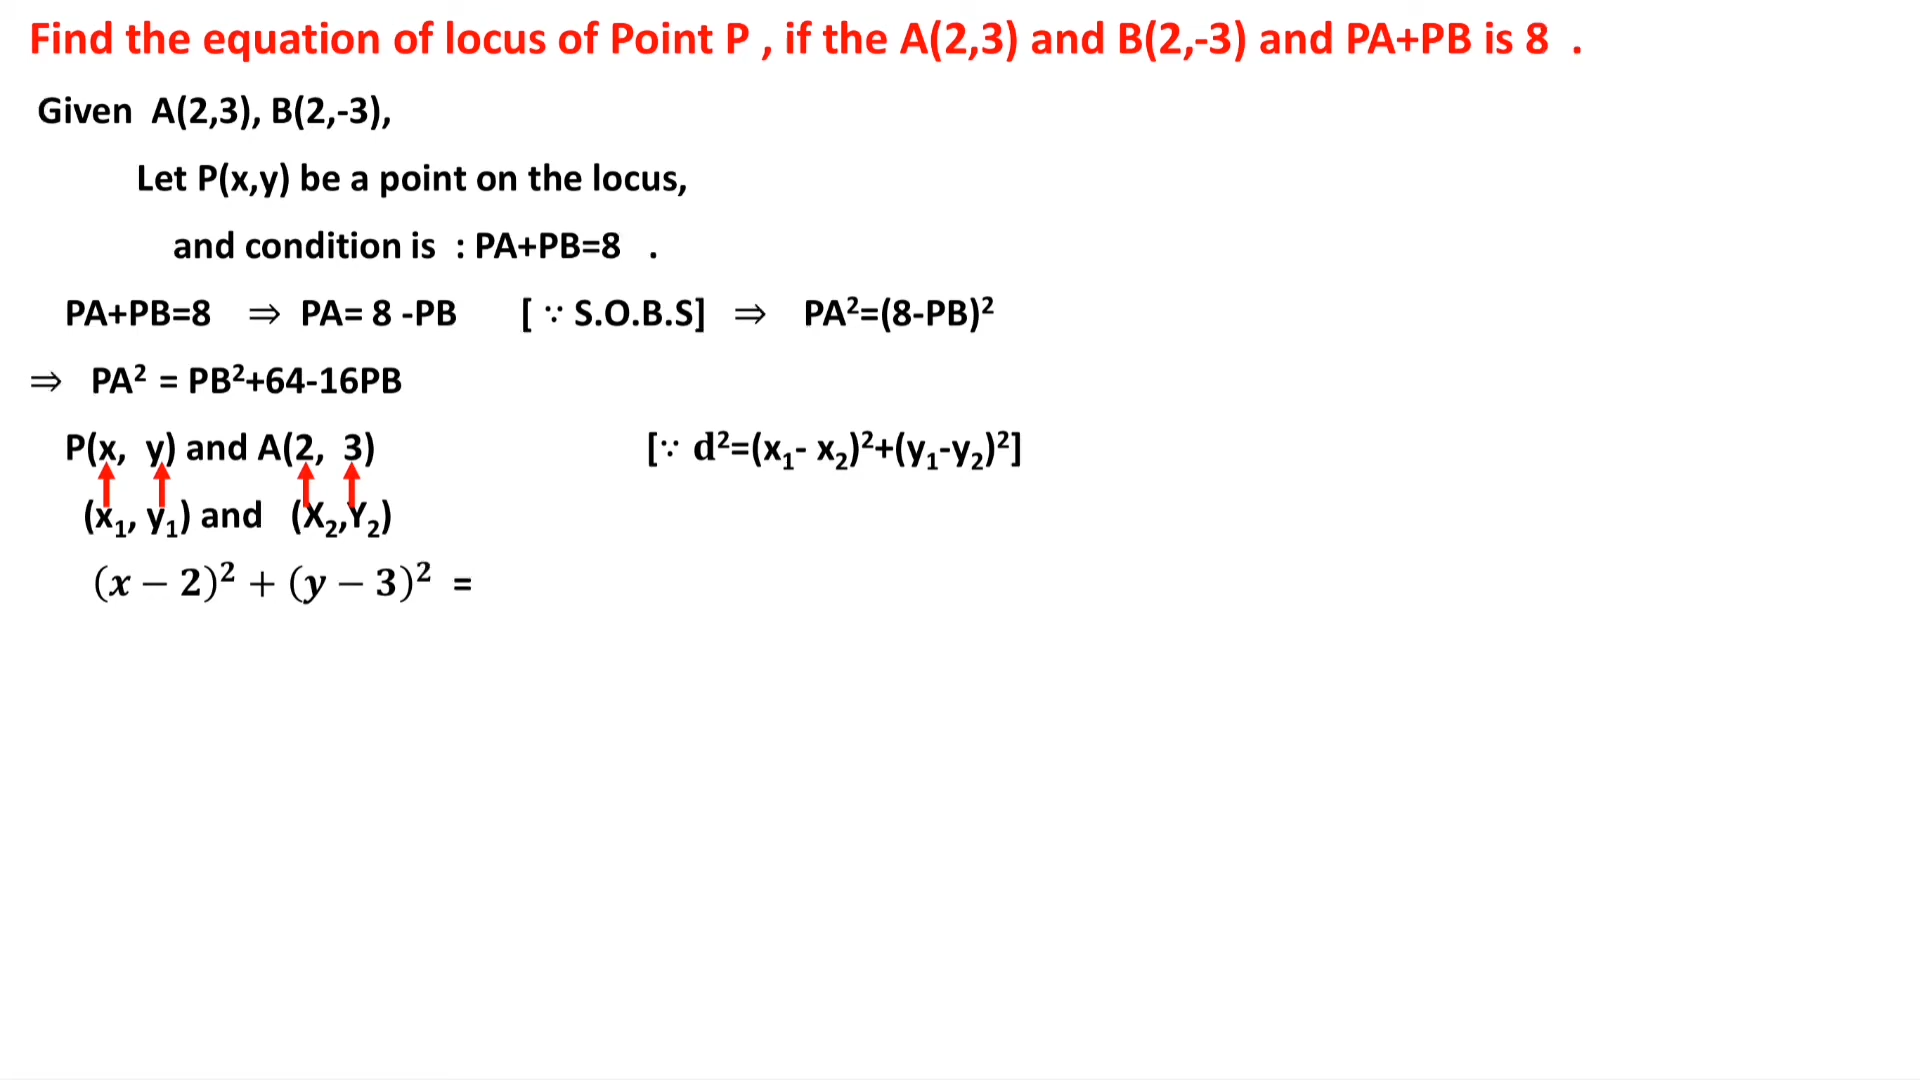 Find the equation of locus of Point P , if the A(2,3) and B(2,-3) and PA+PB is 8 .
Given A(2,3), B(2,-3),
Let P(x,y) be a point on the locus,
and condition is : PA+PB=8 .
PA+PB=8 ⇒ PA= 8 -PB [ ∵ S.O.B.S] ⇒ PA²=(8-PB)²
⇒ PA² = PB²+64-16PB
P(x, y) and A(2, 3) [∵ d²=(x₁- x₂)²+(y₁-y₂)²]
(x₁, y₁) and (X₂,Y₂)
(x − 2)² + (y − 3)² =